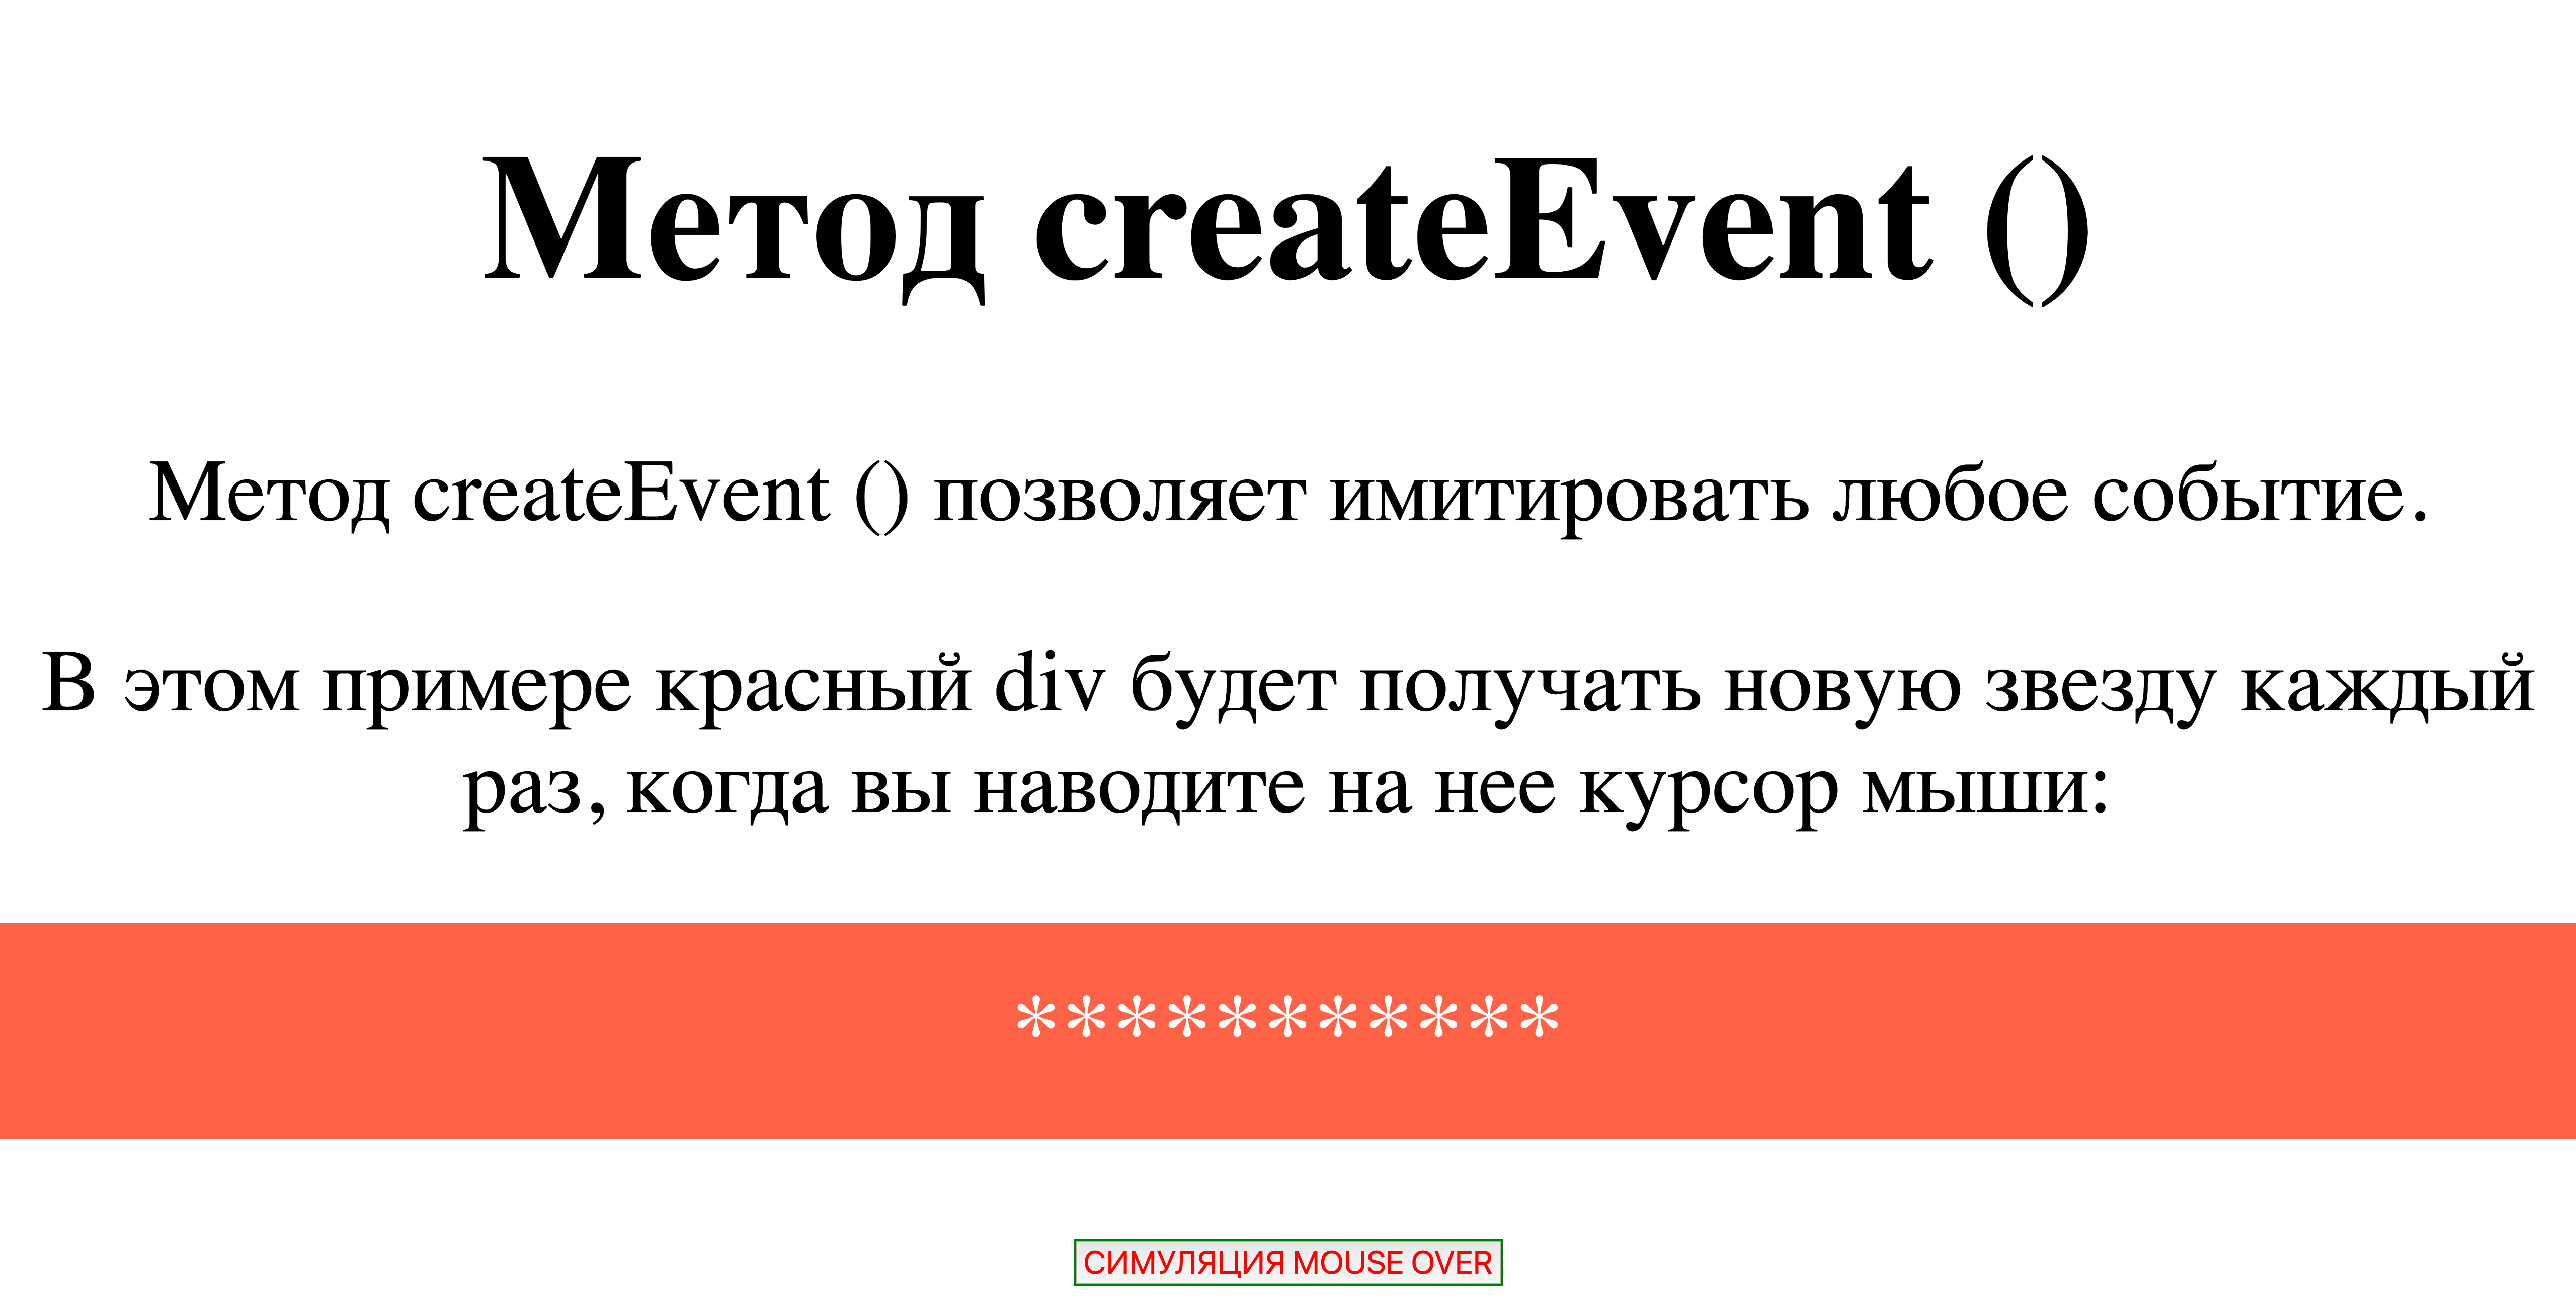 Метод createEvent ()
Метод createEvent () позволяет имитировать любое событие.
В этом примере красный div будет получать новую звезду каждый
раз, когда вы наводите на нее курсор мыши:
***********
СИМУЛЯЦИЯ MOUSE OVER